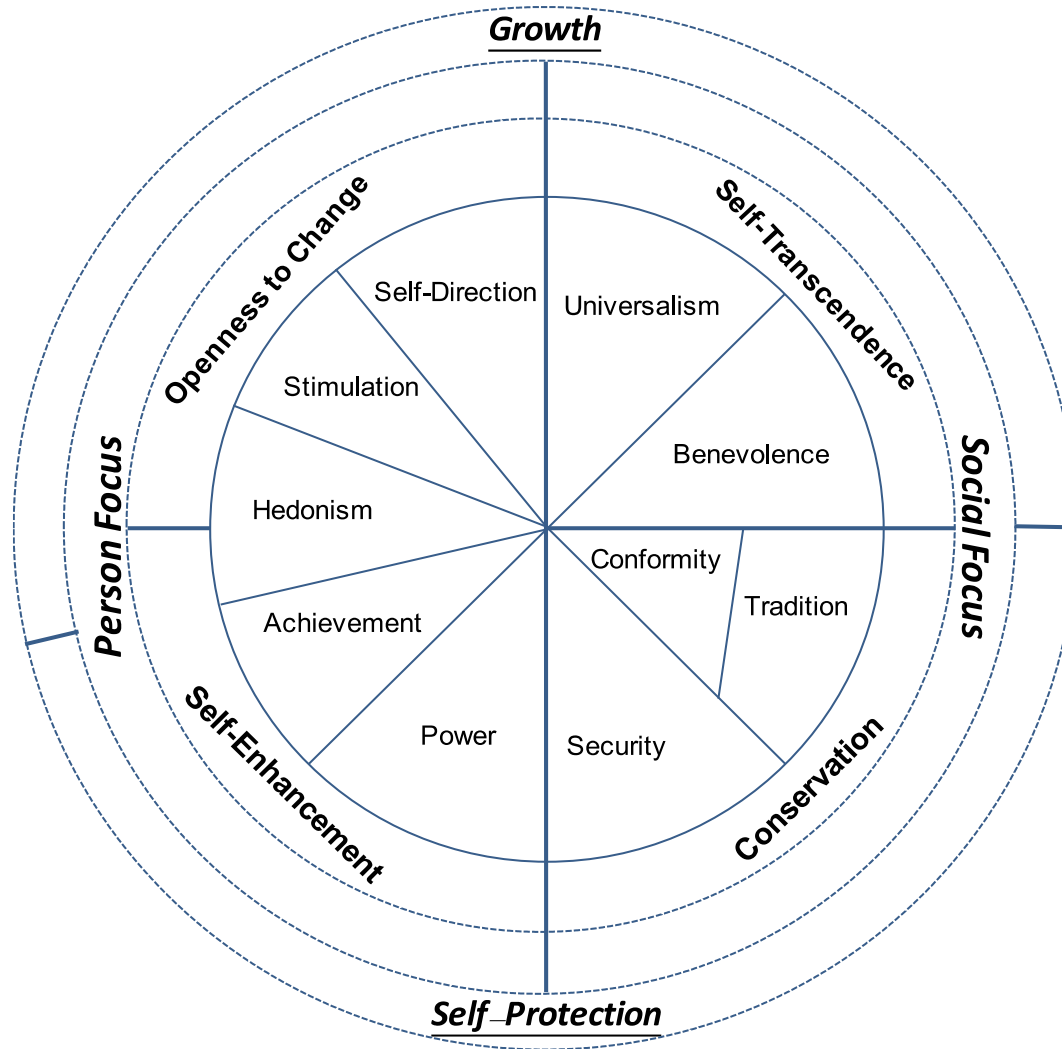 Growth
Openness to Change
Self-Transcendence
Self-Direction
Universalism
Stimulation
Benevolence
Hedonism
Person Focus
Social Focus
Conformity
Tradition
Achievement
Power
Security
Self-Enhancement
Conservation
Self–Protection